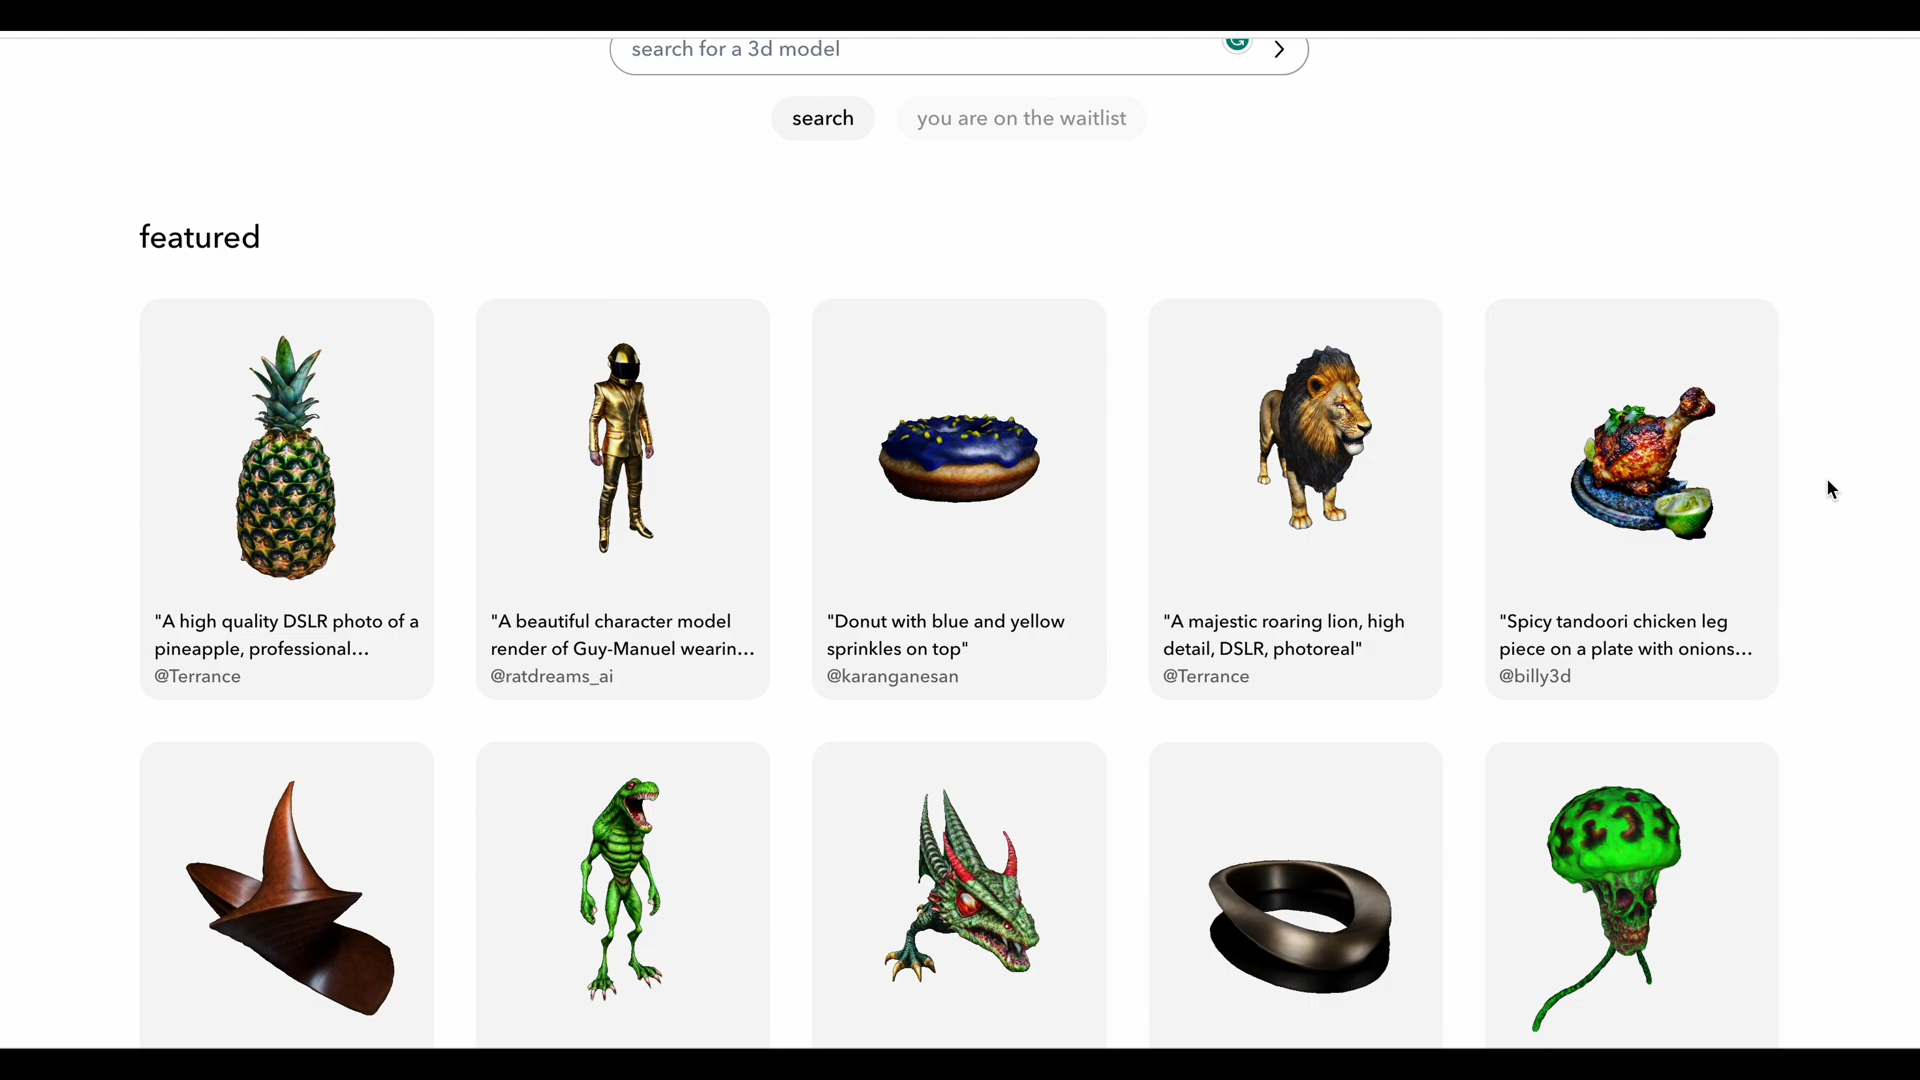 search for a 3d model
search
you are on the waitlist
featured
"A high quality DSLR photo of a
pineapple, professional...
@Terrance
"A beautiful character model
render of Guy-Manuel wearin...
@ratdreams_ai
"Donut with blue and yellow
sprinkles on top"
@karanganesan
"A majestic roaring lion, high
detail, DSLR, photoreal"
@Terrance
"Spicy tandoori chicken leg
piece on a plate with onions...
@billy3d